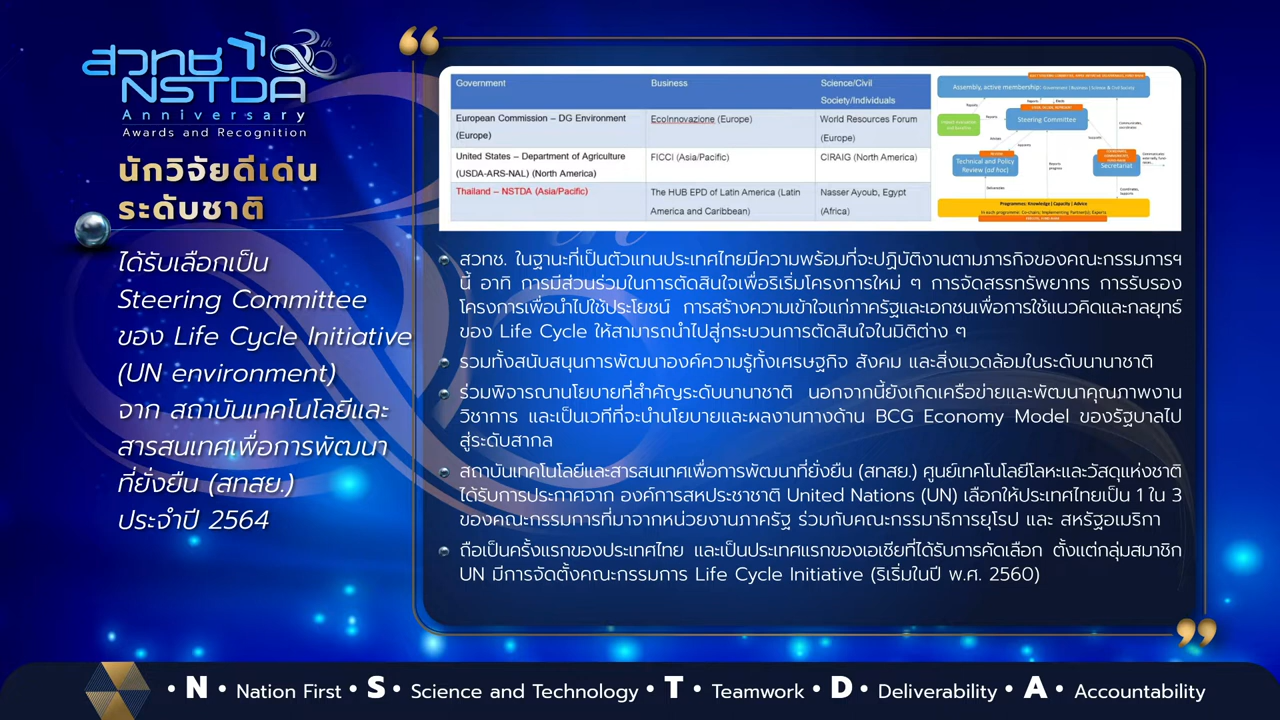 สวทช
NSTDA
30th
Anniversary
Awards and Recognition
นักวิจัยดีเด่น
ระดับชาติ
ได้รับเลือกเป็น
Steering Committee
ของ Life Cycle Initiative
(UN environment)
จาก สถาบันเทคโนโลยีและ
สารสนเทศเพื่อการพัฒนา
ที่ยั่งยืน (สทสย.)
ประจำปี 2564
Government
Business
Science/Civil
Society/Individuals
European Commission – DG Environment
(Europe)
EcoInnovazione (Europe)
World Resources Forum
(Europe)
United States – Department of Agriculture
(USDA-ARS-NAL) (North America)
FICCI (Asia/Pacific)
CIRAIG (North America)
Thailand – NSTDA (Asia/Pacific)
The HUB EPD of Latin America (Latin
America and Caribbean)
Nasser Ayoub, Egypt
(Africa)
Assembly, active membership: Government | Business | Science & Civil Society
Steering Committee
Technical and Policy
Review (ad hoc)
Secretariat
Programmes: Knowledge | Capacity | Advice
In each programme: Co-chairs; Implementing Partner(s); Experts
สวทช. ในฐานะที่เป็นตัวแทนประเทศไทยมีความพร้อมที่จะปฏิบัติงานตามภารกิจของคณะกรรมการฯ
นี้ อาทิ การมีส่วนร่วมในการตัดสินใจเพื่อริเริ่มโครงการใหม่ ๆ การจัดสรรทรัพยากร การรับรอง
โครงการเพื่อนำไปใช้ประโยชน์ การสร้างความเข้าใจแก่ภาครัฐและเอกชนเพื่อการใช้แนวคิดและกลยุทธ์
ของ Life Cycle ให้สามารถนำไปสู่กระบวนการตัดสินใจในมิติต่าง ๆ
รวมทั้งสนับสนุนการพัฒนาองค์ความรู้ทั้งเศรษฐกิจ สังคม และสิ่งแวดล้อมในระดับนานาชาติ
ร่วมพิจารณานโยบายที่สำคัญระดับนานาชาติ นอกจากนี้ยังเกิดเครือข่ายและพัฒนาคุณภาพงาน
วิชาการ และเป็นเวทีที่จะนำนโยบายและผลงานทางด้าน BCG Economy Model ของรัฐบาลไป
สู่ระดับสากล
สถาบันเทคโนโลยีและสารสนเทศเพื่อการพัฒนาที่ยั่งยืน (สทสย.) ศูนย์เทคโนโลยีโลหะและวัสดุแห่งชาติ
ได้รับการประกาศจาก องค์การสหประชาชาติ United Nations (UN) เลือกให้ประเทศไทยเป็น 1 ใน 3
ของคณะกรรมการที่มาจากหน่วยงานภาครัฐ ร่วมกับคณะกรรมาธิการยุโรป และ สหรัฐอเมริกา
ถือเป็นครั้งแรกของประเทศไทย และเป็นประเทศแรกของเอเชียที่ได้รับการคัดเลือก ตั้งแต่กลุ่มสมาชิก
UN มีการจัดตั้งคณะกรรมการ Life Cycle Initiative (ริเริ่มในปี พ.ศ. 2560)
• N • Nation First • S • Science and Technology • T • Teamwork • D • Deliverability • A • Accountability